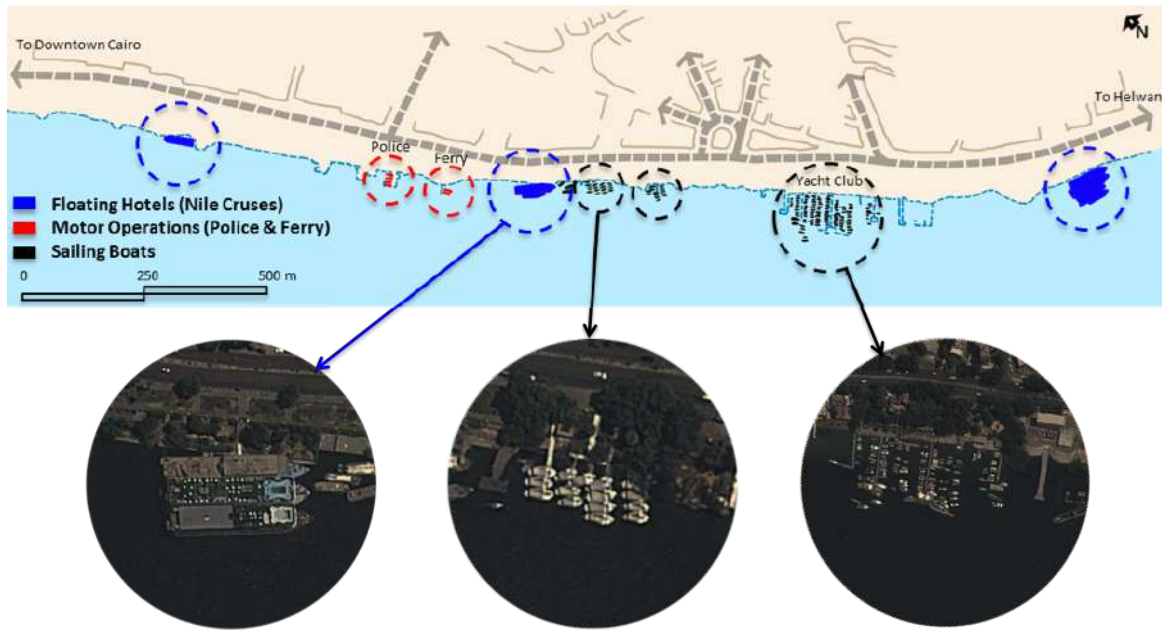 N
To Downtown Cairo
To Helwan
Police
Ferry
Yacht Club
Floating Hotels (Nile Cruses)
Motor Operations (Police & Ferry)
Sailing Boats
0 250 500 m